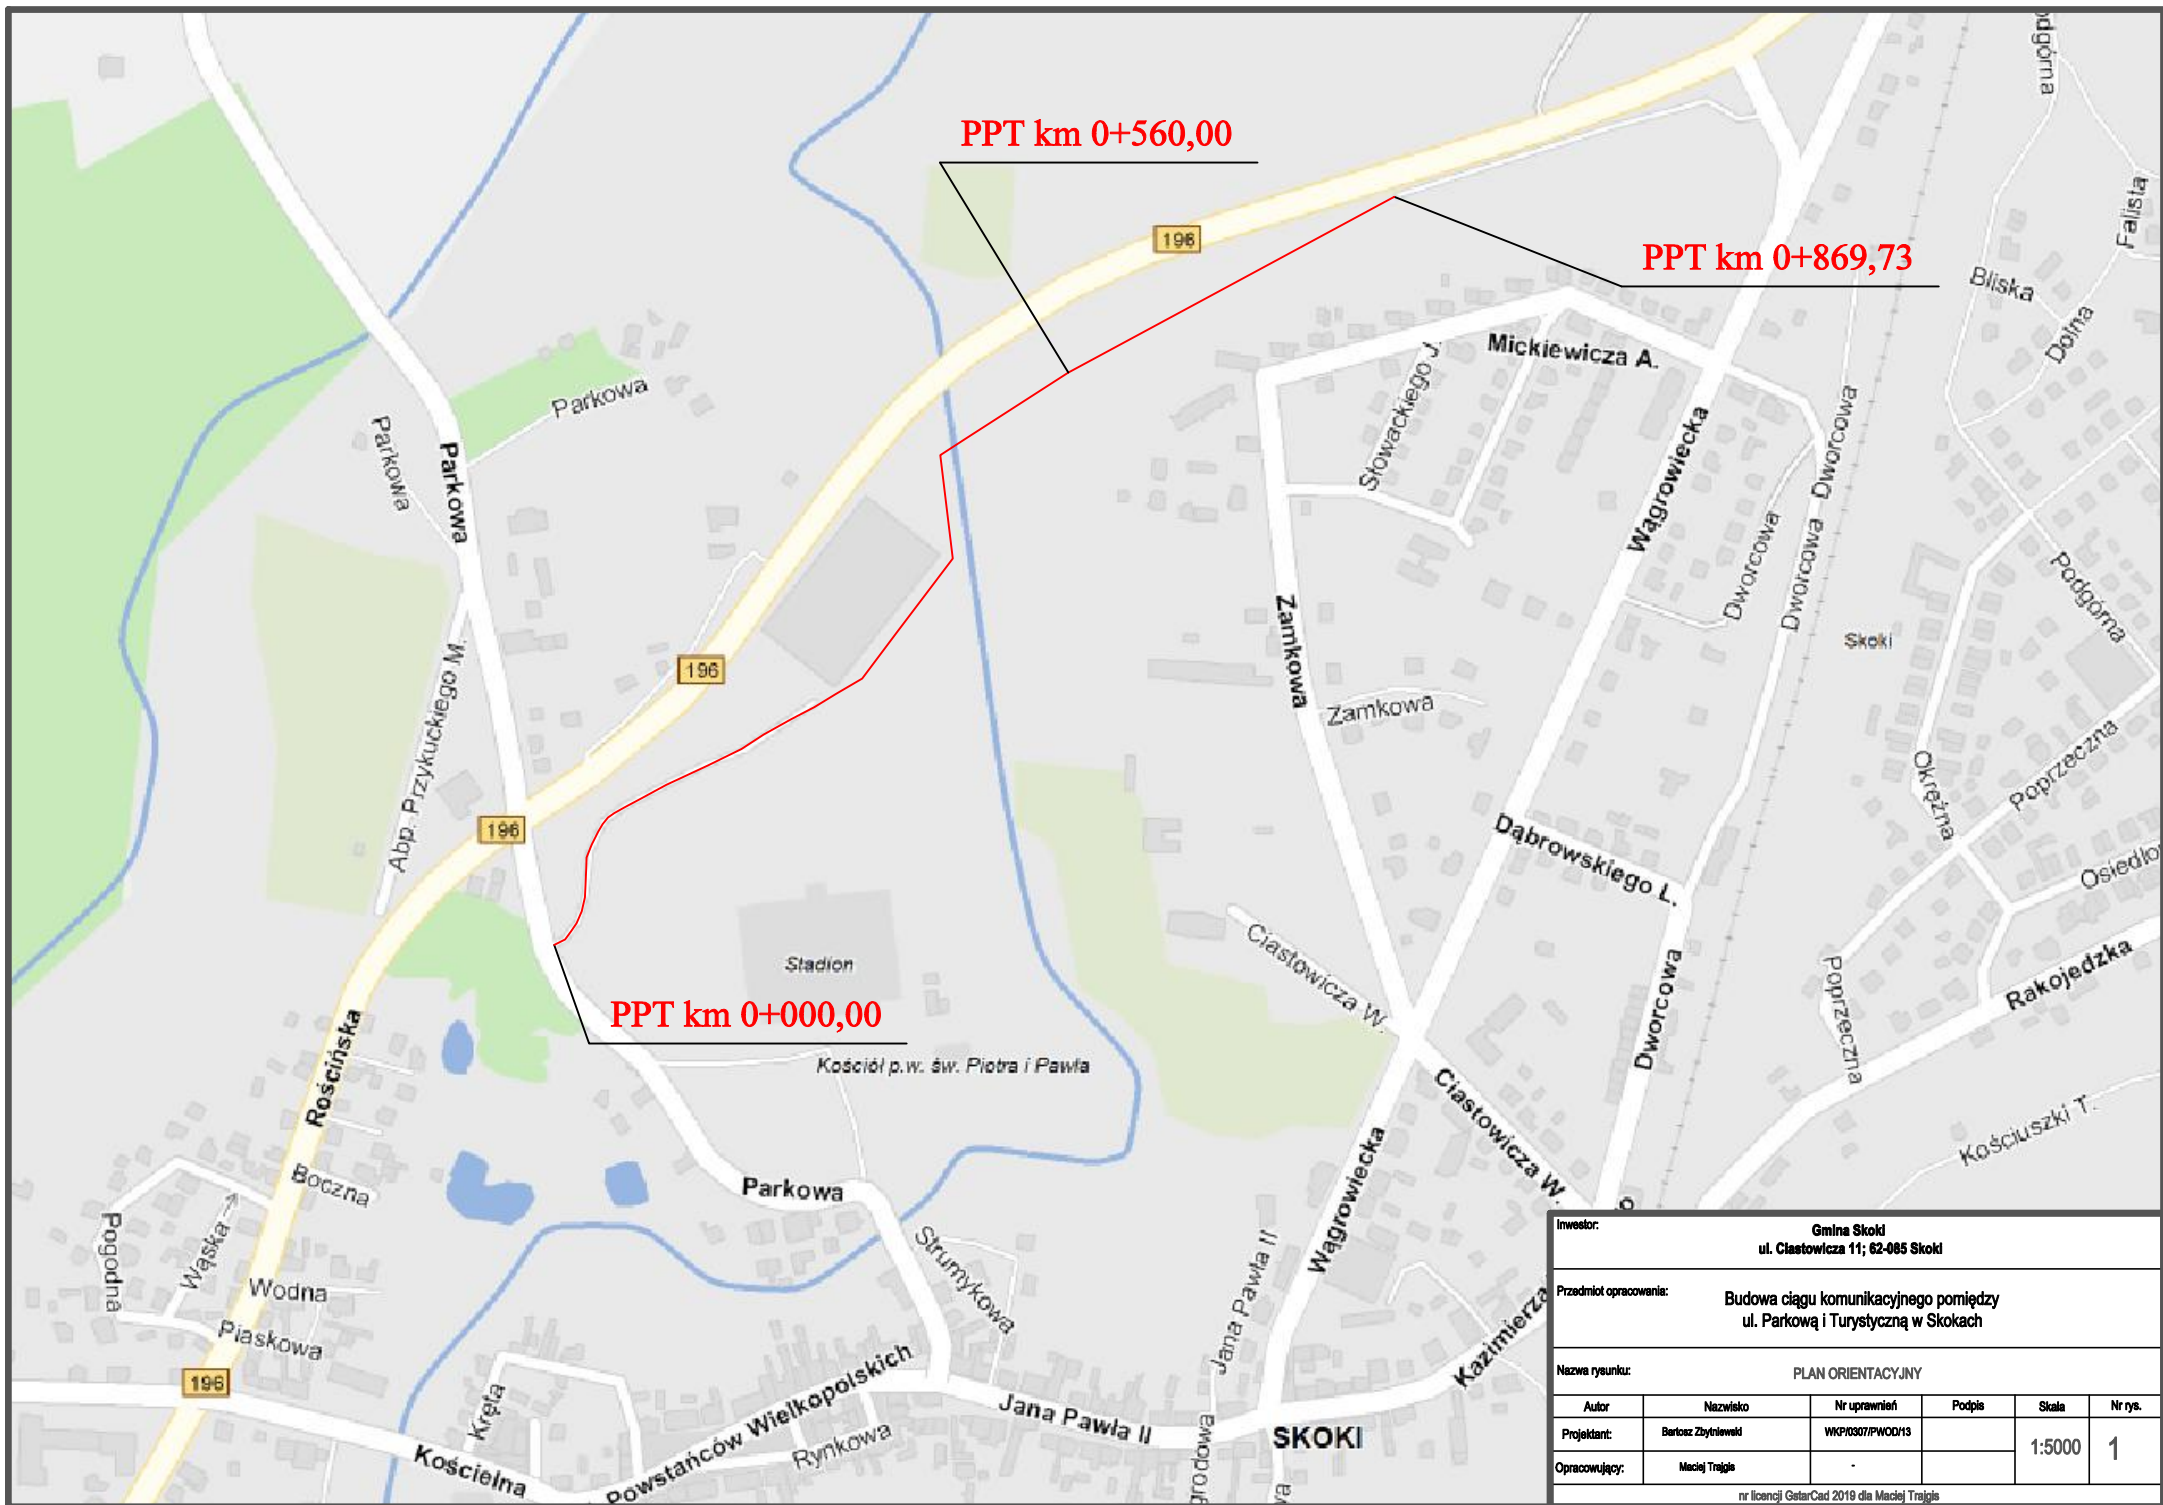 PPT km 0+560,00
PPT km 0+869,73
PPT km 0+000,00
196
196
196
196
Parkowa
Parkowa
Parkowa
Abp. Przykuckiego M.
Rościńska
Boczna
Pogodna
Wąska
Wodna
Piaskowa
Kręta
Kościelna
Powstańców Wielkopolskich
Rynkowa
Strumykowa
Parkowa
Stadion
Kościół p.w. św. Piotra i Pawła
Jana Pawła II
Jana Pawła II
grodowa
SKOKI
Wągrowiecka
Kazimierza
Ciastowicza W.
Ciastowicza W.
Zamkowa
Zamkowa
Słowackiego J.
Mickiewicza A.
Wągrowiecka
Dworcowa
Dworcowa
Dworcowa
Dworcowa
Dąbrowskiego L.
Skoki
Bliska
Dolna
Falista
Podgórna
Okrężna
Poprzeczna
Poprzeczna
Rakojedzka
Kościuszki T.
Inwestor:
Gmina Skoki
ul. Ciastowicza 11; 62-085 Skoki
Przedmiot opracowania:
Budowa ciągu komunikacyjnego pomiędzy
ul. Parkową i Turystyczną w Skokach
Nazwa rysunku:
PLAN ORIENTACYJNY
Autor Nazwisko Nr uprawnień Podpis Skala Nr rys.
Projektant: Bartosz Zbytniewski WKP/0307/PWOD/13
1:5000 1
Opracowujący: Maciej Trajgis -
nr licencji GstarCad 2019 dla Maciej Trajgis